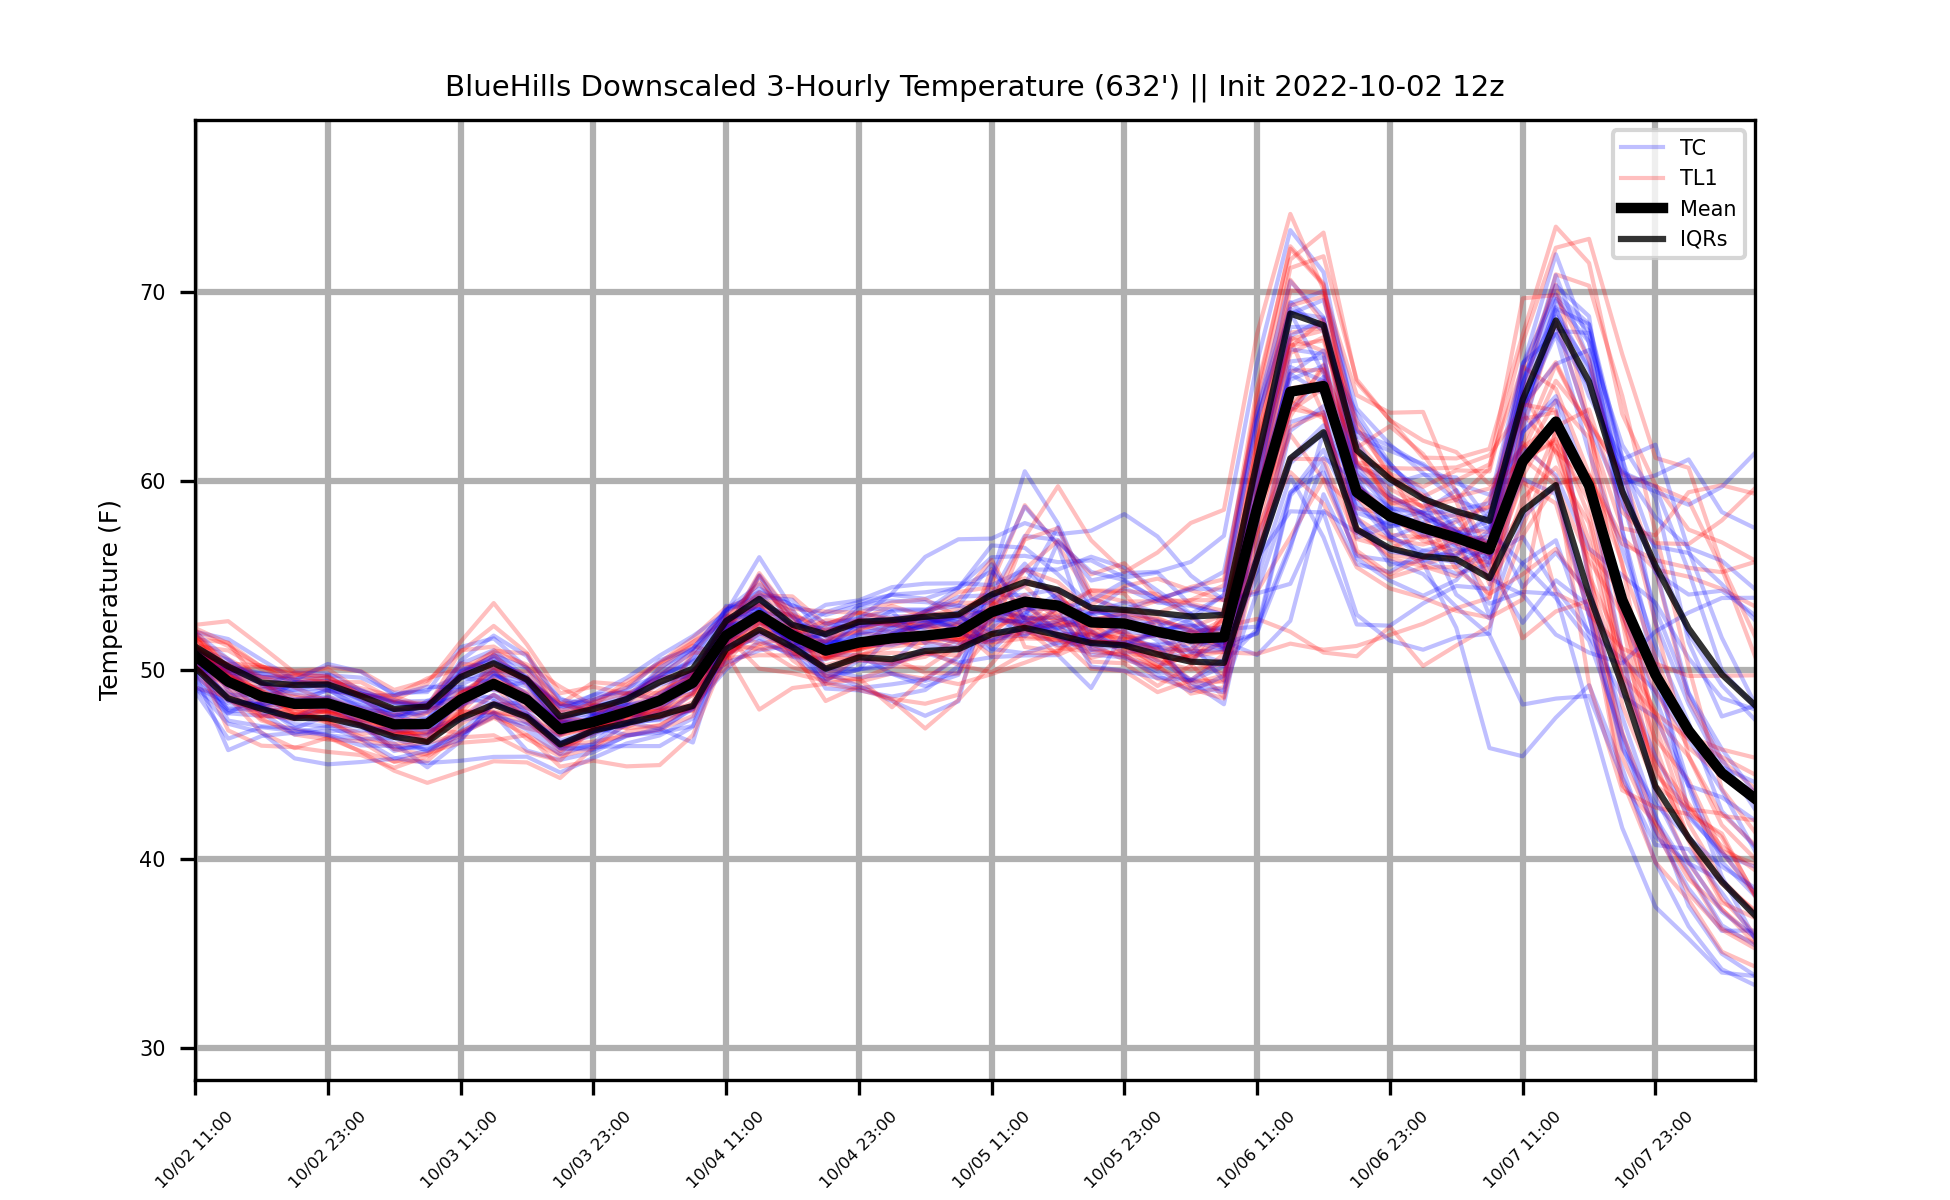 BlueHills Downscaled 3-Hourly Temperature (632') || Init 2022-10-02 12z
TC
TL1
Mean
IQRs
Temperature (F)
70
60
50
40
30
10/02 11:00
10/02 23:00
10/03 11:00
10/03 23:00
10/04 11:00
10/04 23:00
10/05 11:00
10/05 23:00
10/06 11:00
10/06 23:00
10/07 11:00
10/07 23:00